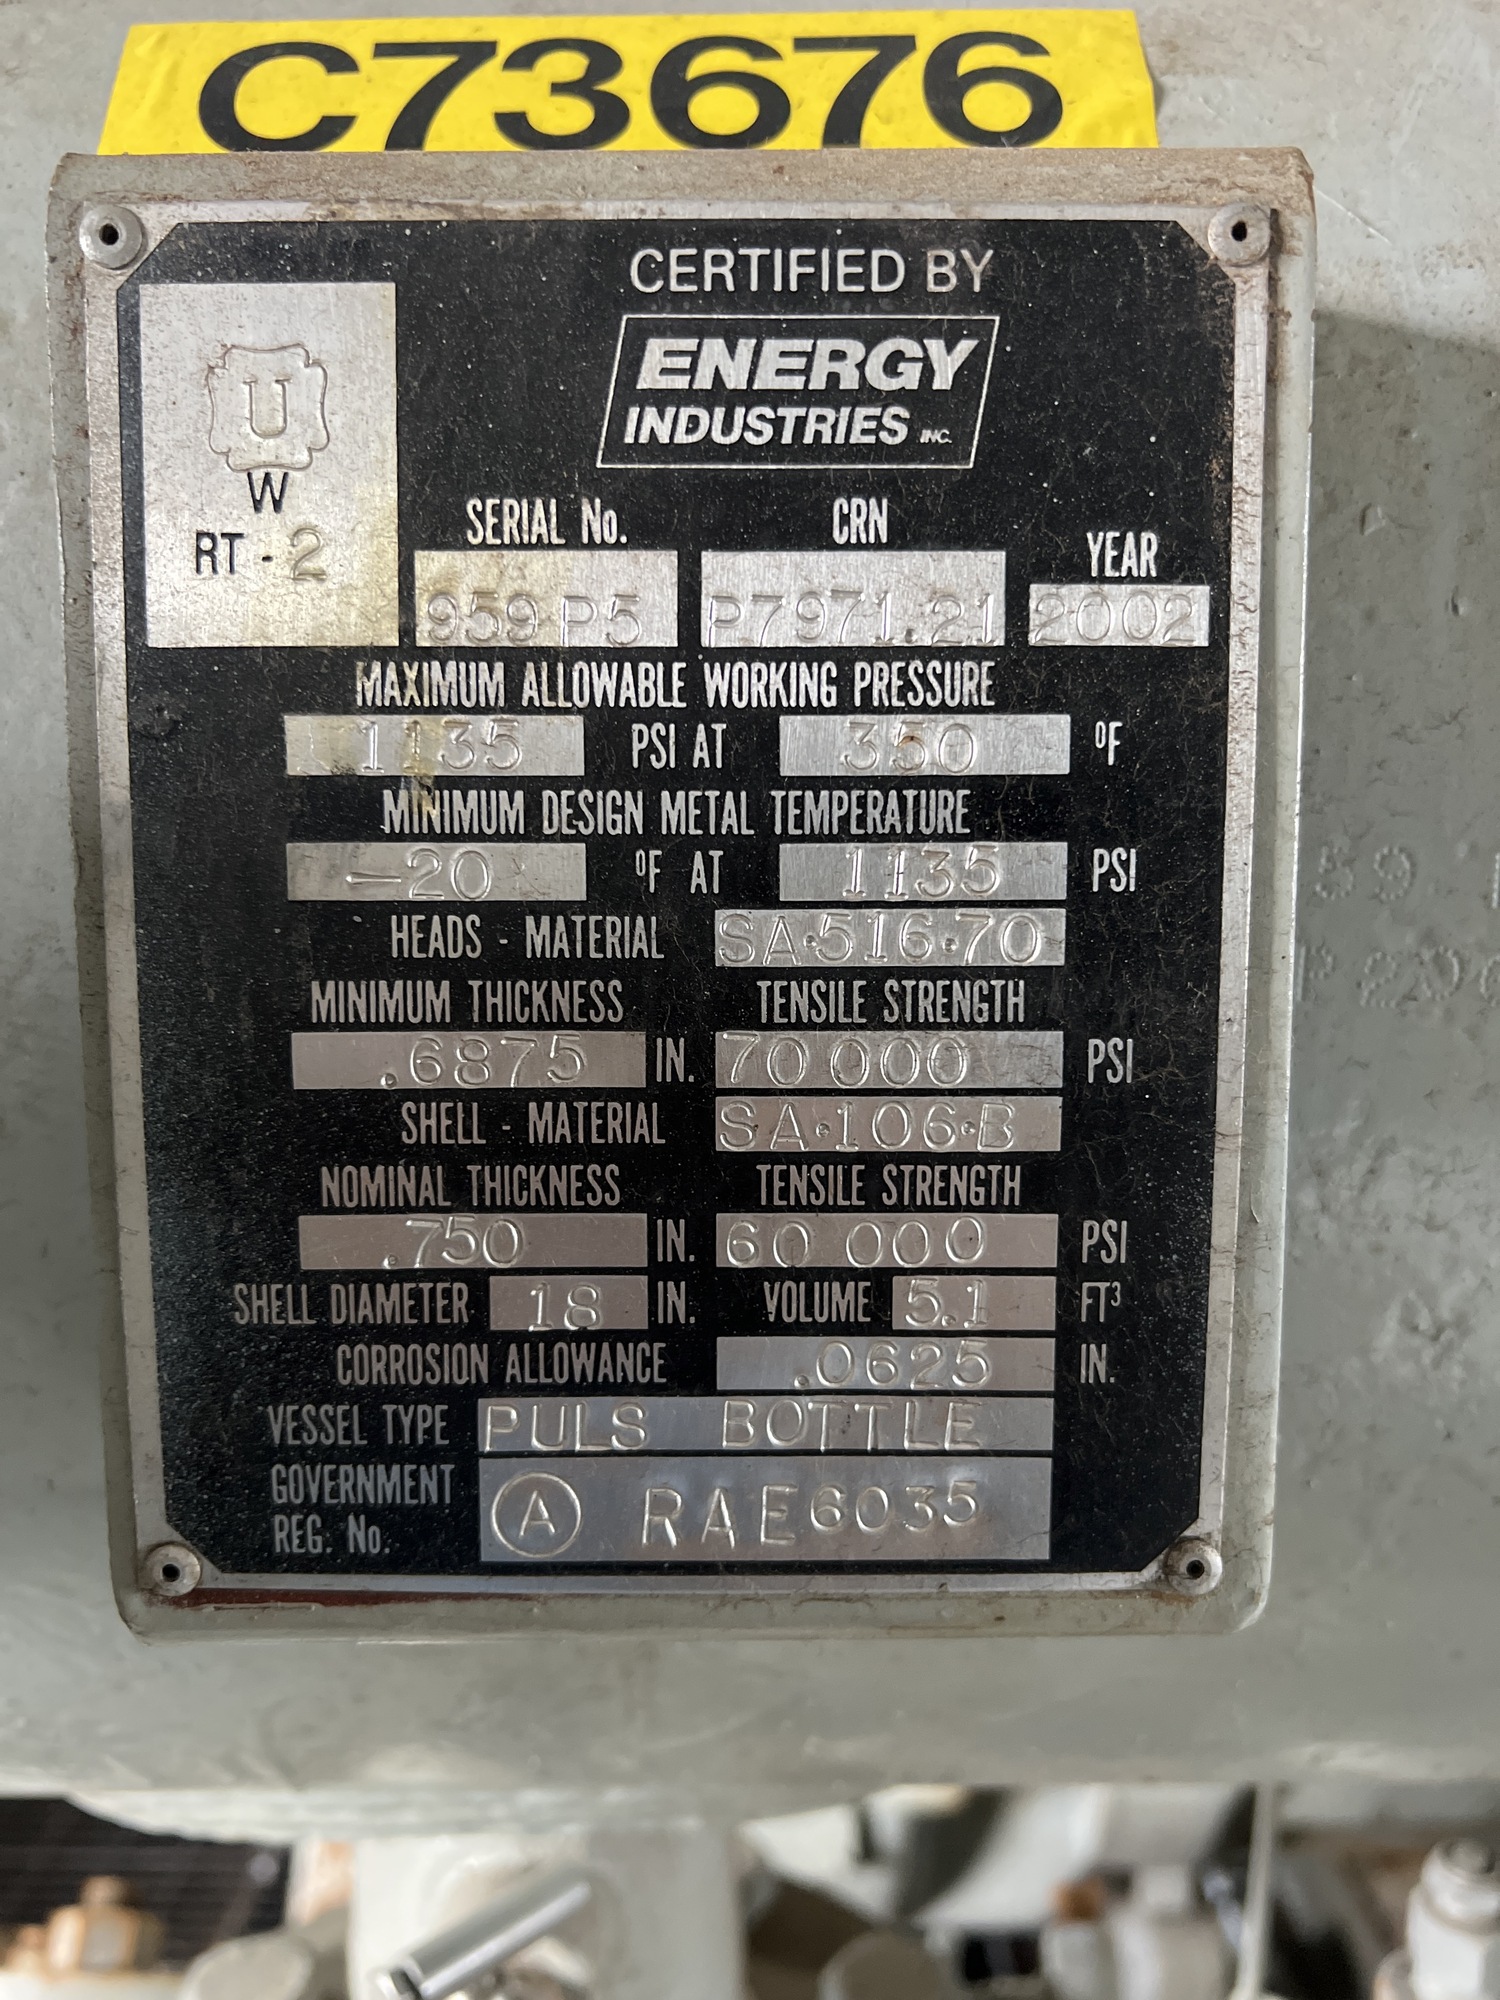 C73676
CERTIFIED BY
ENERGY
INDUSTRIES INC.
U
W
RT - 2
SERIAL No. CRN YEAR
959 P5 P7971.21 2002
MAXIMUM ALLOWABLE WORKING PRESSURE
1135 PSI AT 350 °F
MINIMUM DESIGN METAL TEMPERATURE
-20 °F AT 1135 PSI
HEADS - MATERIAL SA·516·70
MINIMUM THICKNESS TENSILE STRENGTH
.6875 IN. 70 000 PSI
SHELL - MATERIAL SA·106·B
NOMINAL THICKNESS TENSILE STRENGTH
.750 IN. 60 000 PSI
SHELL DIAMETER 18 IN. VOLUME 5.1 FT³
CORROSION ALLOWANCE .0625 IN.
VESSEL TYPE PULS BOTTLE
GOVERNMENT
REG. No. A RAE6035